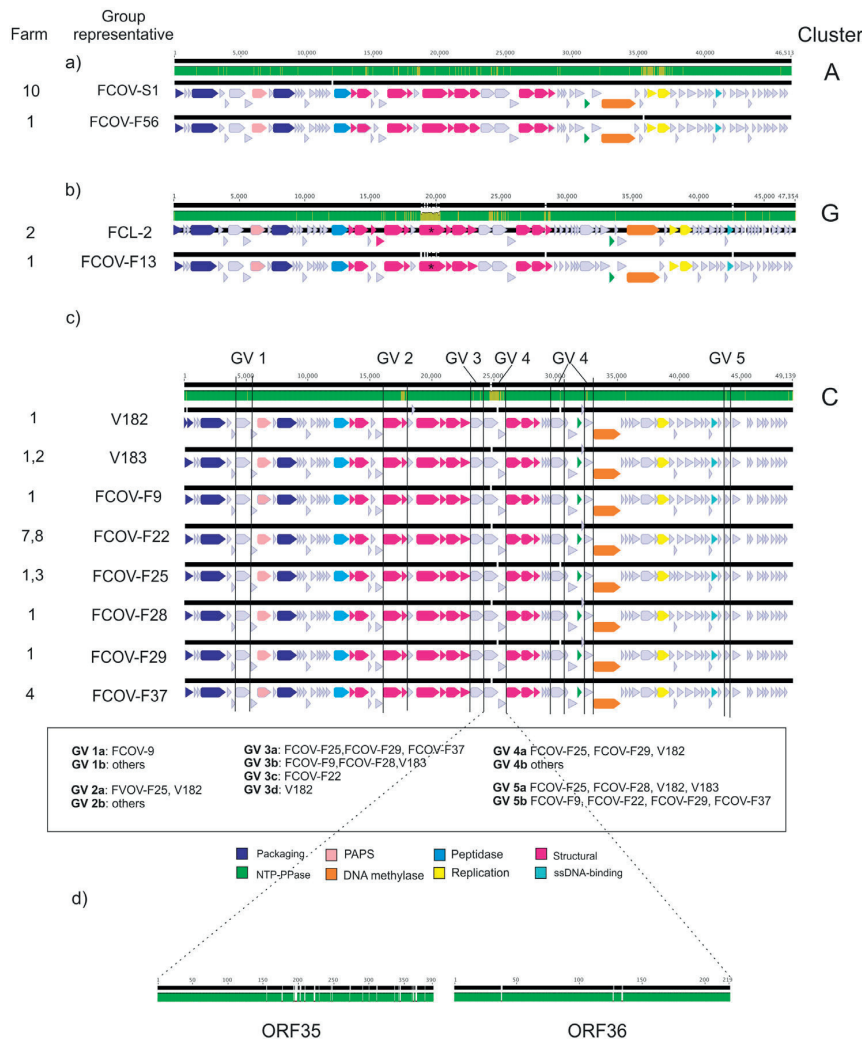 Farm
Group representative
Cluster
a)
1 5,000 10,000 15,000 20,000 25,000 30,000 35,000 40,000 46,513
A
10 FCOV-S1
1 FCOV-F56
b)
1 5,000 10,000 15,000 20,000 25,000 30,000 35,000 40,000 47,354
G
2 FCL-2
*
1 FCOV-F13
*
c)
GV 1 GV 2 GV 3 GV 4 GV 4 GV 5
1 5,000 10,000 15,000 20,000 25,000 30,000 35,000 40,000 45,000 49,139
C
1 V182
1,2 V183
1 FCOV-F9
7,8 FCOV-F22
1,3 FCOV-F25
1 FCOV-F28
1 FCOV-F29
4 FCOV-F37
GV 1a: FCOV-9
GV 1b: others
GV 2a: FVOV-F25, V182
GV 2b: others
GV 3a: FCOV-F25,FCOV-F29, FCOV-F37
GV 3b: FCOV-F9,FCOV-F28,V183
GV 3c: FCOV-F22
GV 3d: V182
GV 4a FCOV-F25, FCOV-F29, V182
GV 4b others
GV 5a FCOV-F25, FCOV-F28, V182, V183
GV 5b FCOV-F9, FCOV-F22, FCOV-F29, FCOV-F37
Packaging PAPS Peptidase Structural
NTP-PPase DNA methylase Replication ssDNA-binding
d)
1 50 100 150 200 250 300 350 390
1 50 100 150 200 219
ORF35 ORF36